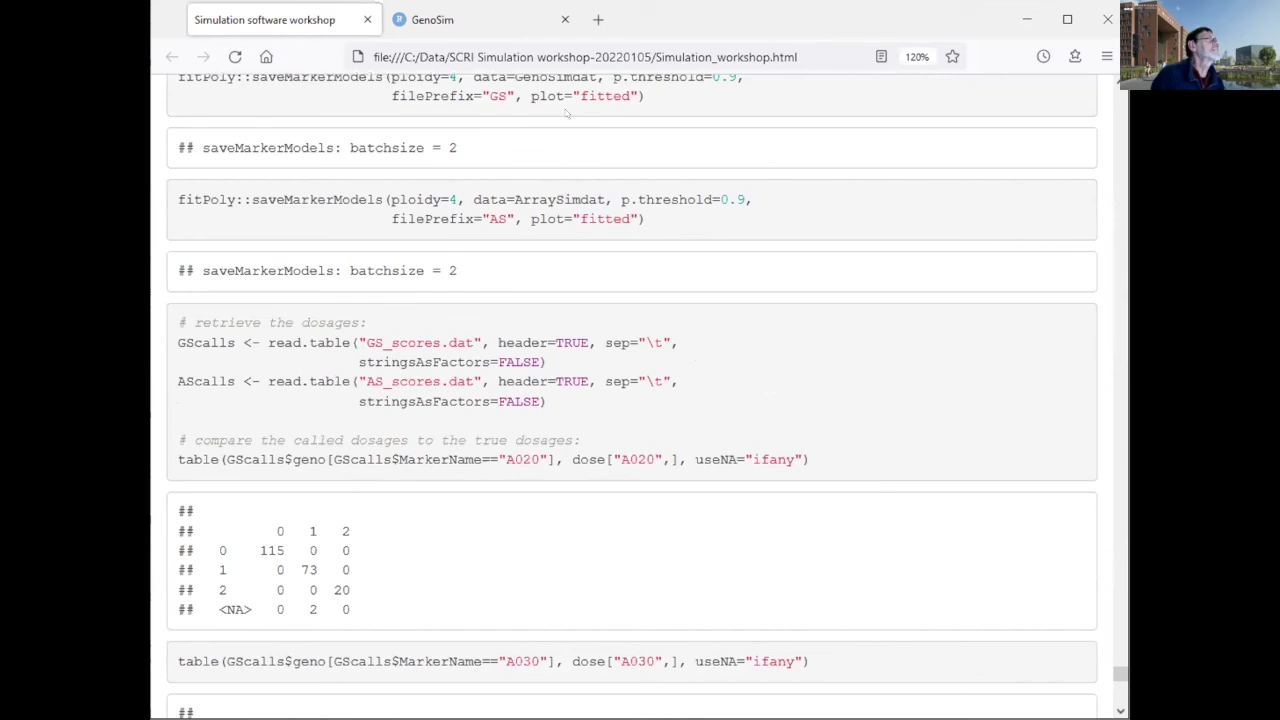 Simulation software workshop
GenoSim
file:///C:/Data/SCRI Simulation workshop-20220105/Simulation_workshop.html
120%
fitPoly::saveMarkerModels(ploidy=4, data=GenoSimdat, p.threshold=0.9,
filePrefix="GS", plot="fitted")
## saveMarkerModels: batchsize = 2
fitPoly::saveMarkerModels(ploidy=4, data=ArraySimdat, p.threshold=0.9,
filePrefix="AS", plot="fitted")
## saveMarkerModels: batchsize = 2
# retrieve the dosages:
GScalls <- read.table("GS_scores.dat", header=TRUE, sep="\t",
stringsAsFactors=FALSE)
AScalls <- read.table("AS_scores.dat", header=TRUE, sep="\t",
stringsAsFactors=FALSE)
# compare the called dosages to the true dosages:
table(GScalls$geno[GScalls$MarkerName=="A020"], dose["A020",], useNA="ifany")
##
## 0 1 2
## 0 115 0 0
## 1 0 73 0
## 2 0 0 20
## <NA> 0 2 0
table(GScalls$geno[GScalls$MarkerName=="A030"], dose["A030",], useNA="ifany")
##